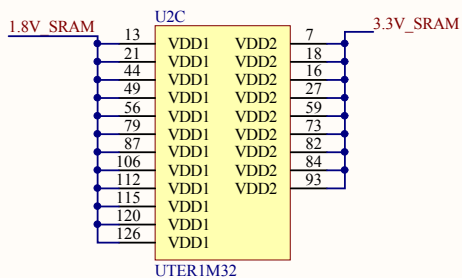 U2C
1.8V_SRAM
3.3V_SRAM
13 VDD1 VDD2 7
21 VDD1 VDD2 18
44 VDD1 VDD2 16
49 VDD1 VDD2 27
56 VDD1 VDD2 59
79 VDD1 VDD2 73
87 VDD1 VDD2 82
106 VDD1 VDD2 84
112 VDD1 VDD2 93
115 VDD1
120 VDD1
126 VDD1
UTER1M32